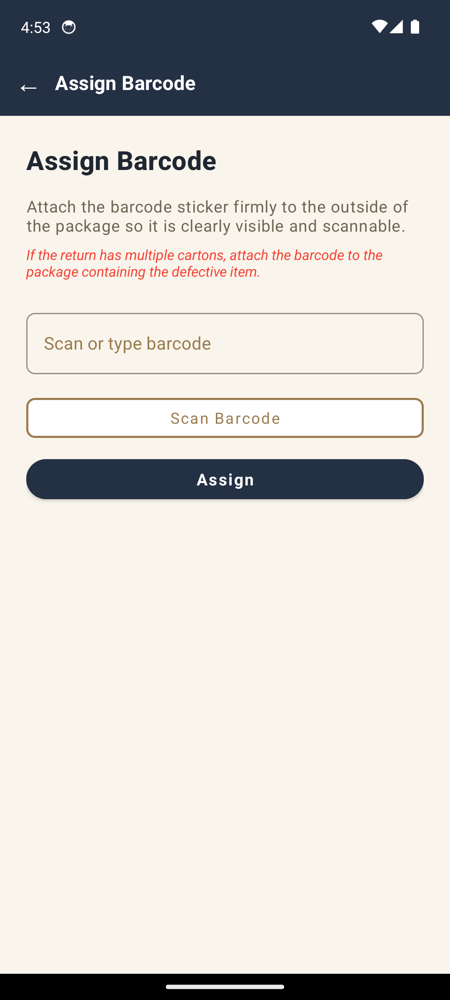 4:53
← Assign Barcode
Assign Barcode
Attach the barcode sticker firmly to the outside of
the package so it is clearly visible and scannable.
If the return has multiple cartons, attach the barcode to the
package containing the defective item.
Scan or type barcode
Scan Barcode
Assign